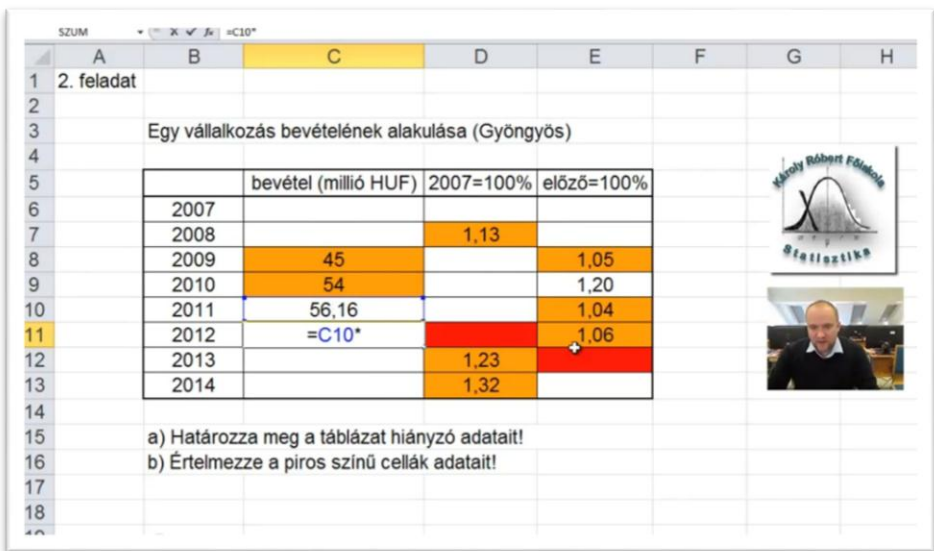 SZUM =C10*
A B C D E F G H
1 2. feladat
2
3 Egy vállalkozás bevételének alakulása (Gyöngyös)
4
5 bevétel (millió HUF) 2007=100% előző=100%
6 2007
7 2008 1,13
8 2009 45 1,05
9 2010 54 1,20
10 2011 56,16 1,04
11 2012 =C10* 1,06
12 2013 1,23
13 2014 1,32
14
15 a) Határozza meg a táblázat hiányzó adatait!
16 b) Értelmezze a piros színű cellák adatait!
17
18
Károly Róbert Főiskola
Statisztika